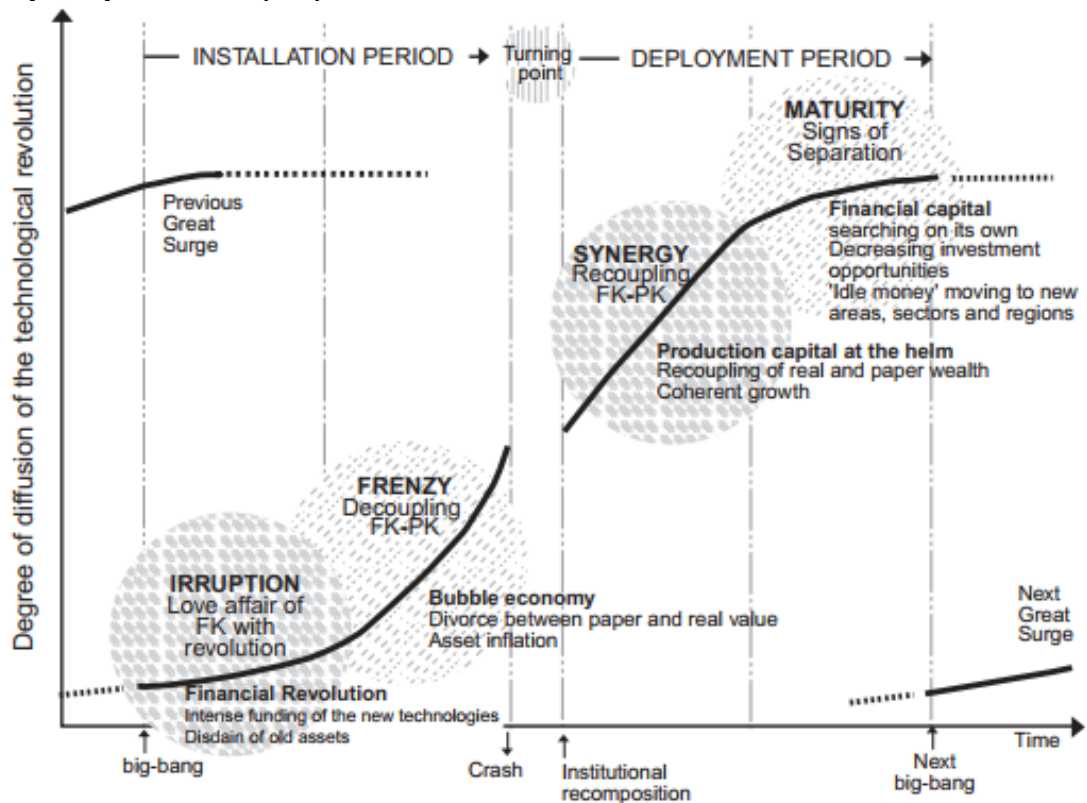 Degree of diffusion of the technological revolution
INSTALLATION PERIOD
Turning
point
DEPLOYMENT PERIOD
Previous
Great
Surge
MATURITY
Signs of
Separation
Financial capital
searching on its own
Decreasing investment
opportunities
'Idle money' moving to new
areas, sectors and regions
SYNERGY
Recoupling
FK-PK
Production capital at the helm
Recoupling of real and paper wealth
Coherent growth
FRENZY
Decoupling
FK-PK
Bubble economy
Divorce between paper and real value
Asset inflation
IRRUPTION
Love affair of
FK with
revolution
Financial Revolution
Intense funding of the new technologies
Disdain of old assets
Next
Great
Surge
Time
big-bang
Crash
Institutional
recomposition
Next
big-bang